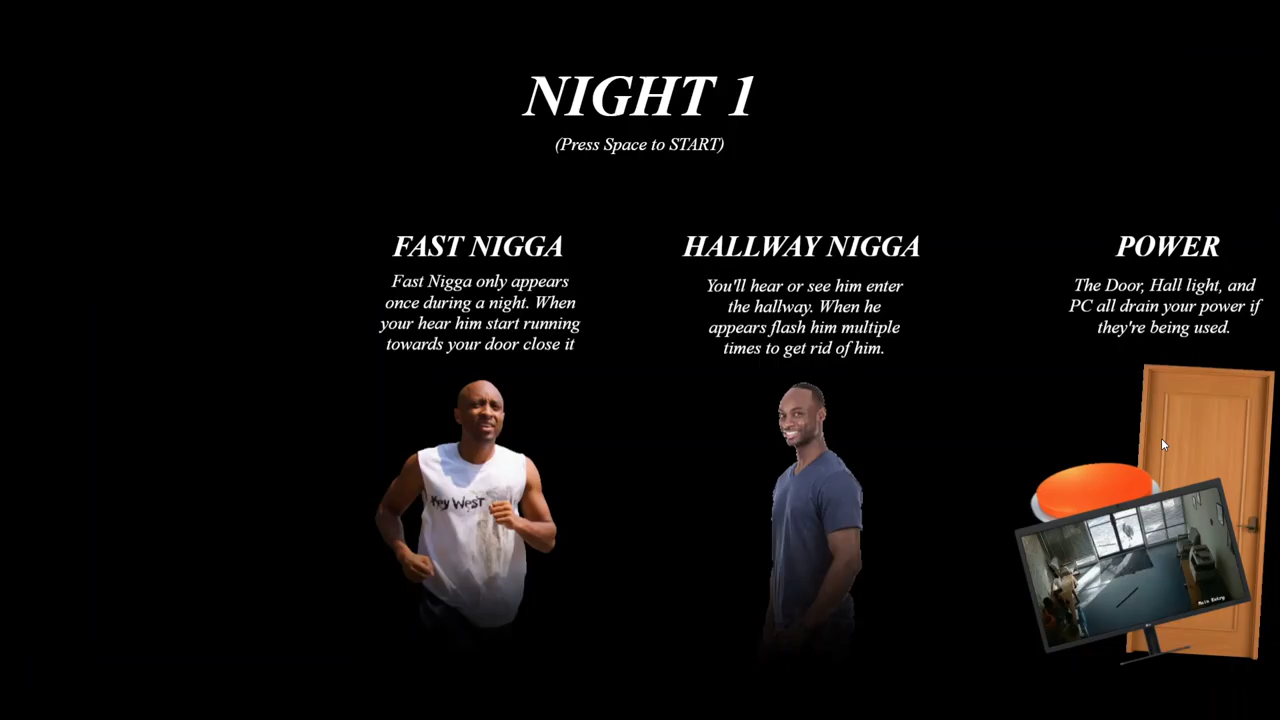 NIGHT 1
(Press Space to START)
FAST NIGGA
Fast Nigga only appears
once during a night. When
your hear him start running
towards your door close it
HALLWAY NIGGA
You'll hear or see him enter
the hallway. When he
appears flash him multiple
times to get rid of him.
POWER
The Door, Hall light, and
PC all drain your power if
they're being used.
Key West
Main Entry